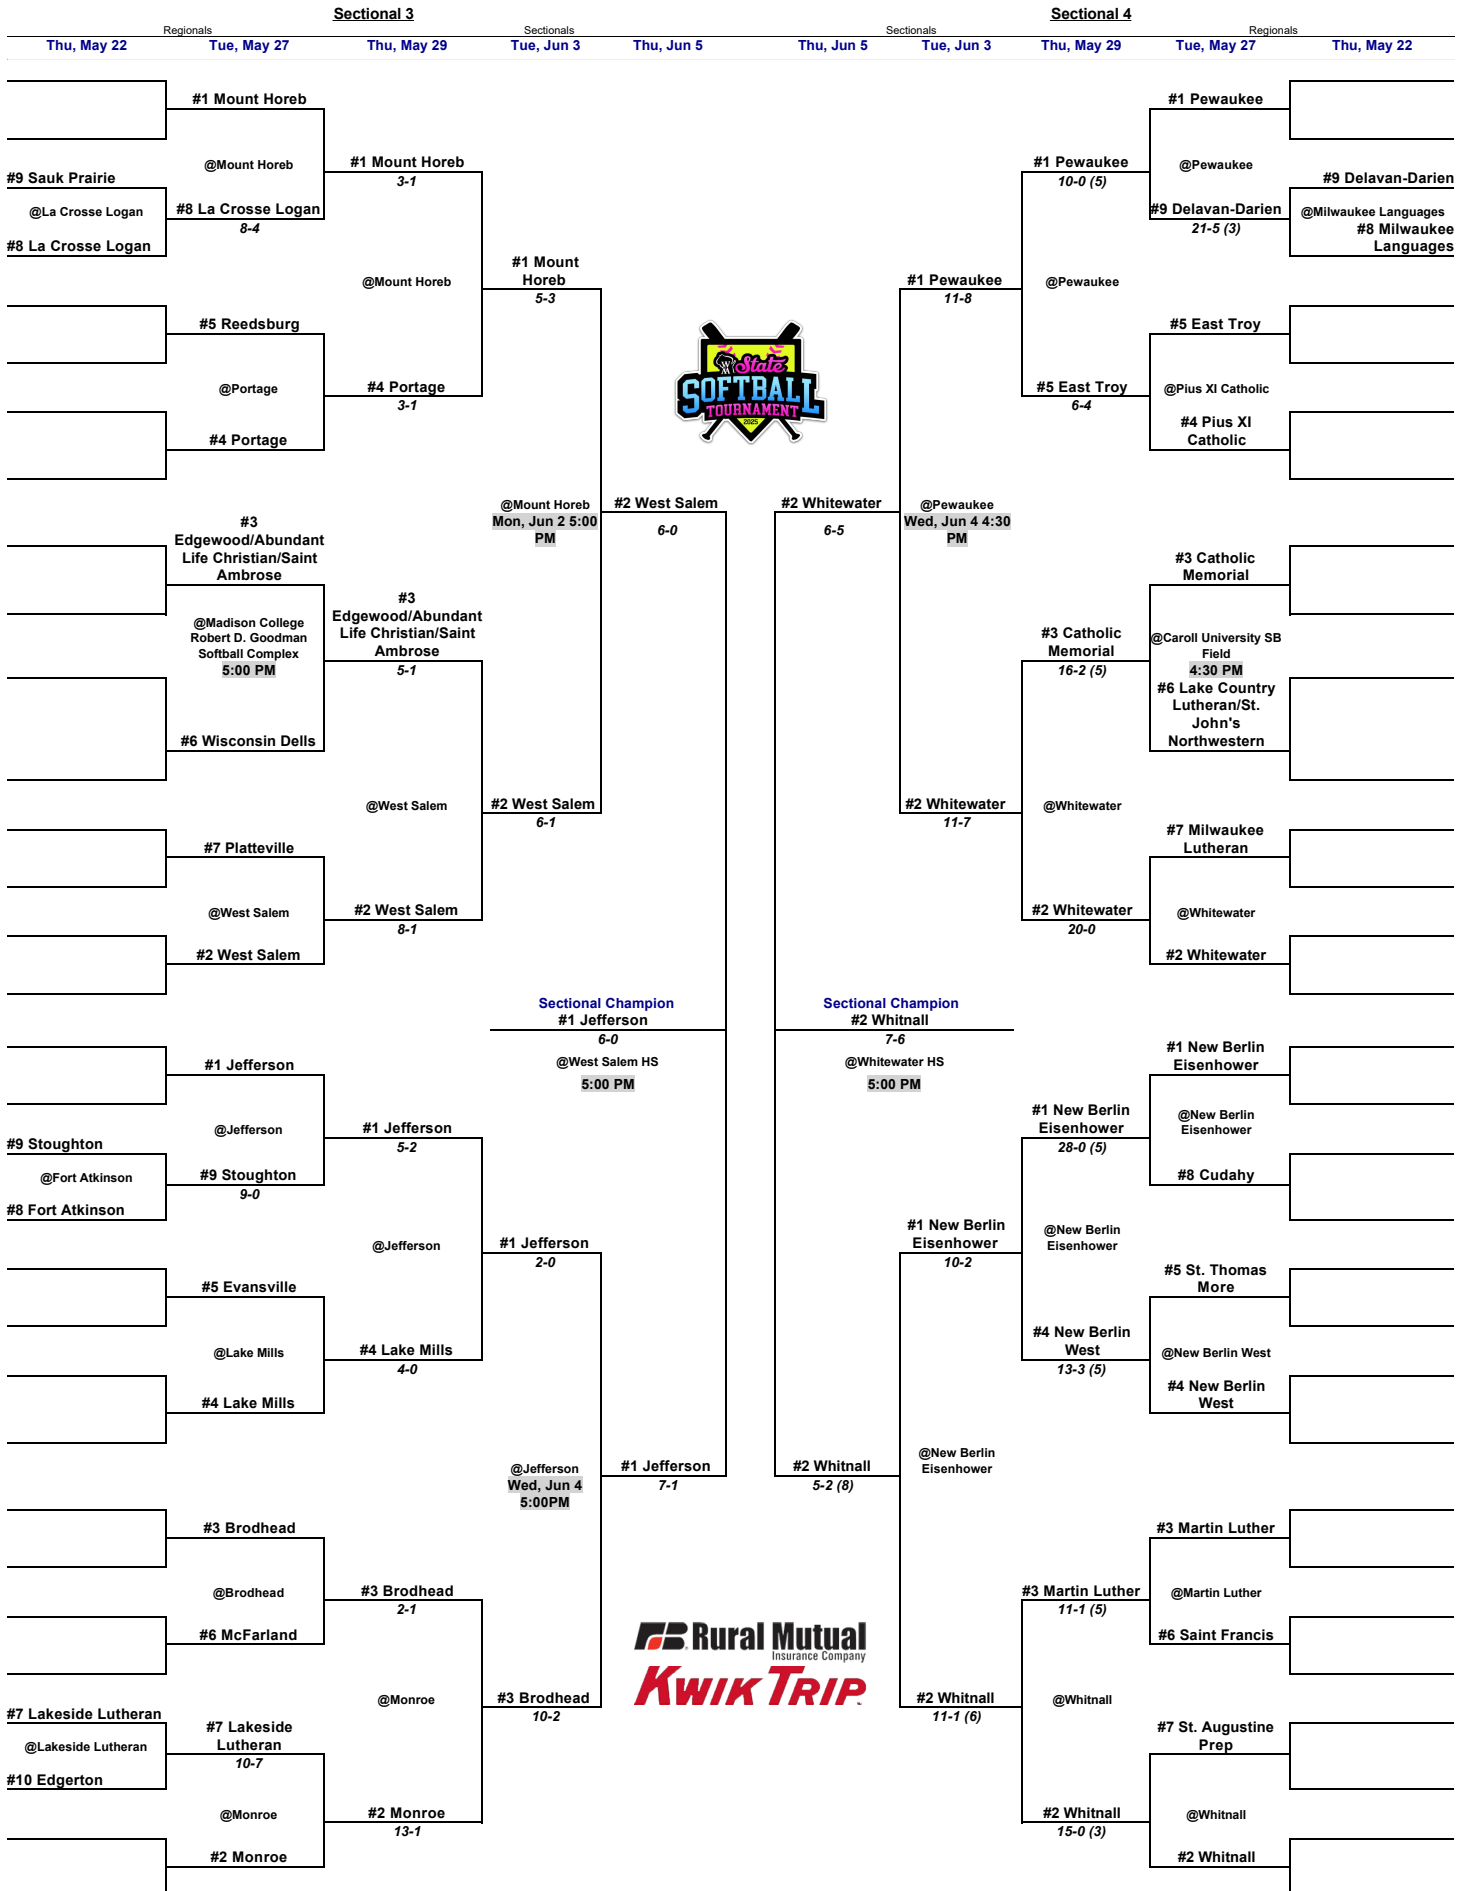 Sectional 3
Sectional 4
Regionals
Sectionals
Sectionals
Regionals
Thu, May 22
Tue, May 27
Thu, May 29
Tue, Jun 3
Thu, Jun 5
Thu, Jun 5
Tue, Jun 3
Thu, May 29
Tue, May 27
Thu, May 22
#1 Mount Horeb
@Mount Horeb
#1 Mount Horeb
3-1
#9 Sauk Prairie
@La Crosse Logan
#8 La Crosse Logan
8-4
#8 La Crosse Logan
@Mount Horeb
#1 Mount
Horeb
5-3
#5 Reedsburg
@Portage
#4 Portage
3-1
#4 Portage
@Mount Horeb
Mon, Jun 2 5:00
PM
#2 West Salem
6-0
#3
Edgewood/Abundant
Life Christian/Saint
Ambrose
@Madison College
Robert D. Goodman
Softball Complex
5:00 PM
#3
Edgewood/Abundant
Life Christian/Saint
Ambrose
5-1
#6 Wisconsin Dells
@West Salem
#2 West Salem
6-1
#7 Platteville
@West Salem
#2 West Salem
8-1
#2 West Salem
Sectional Champion
#1 Jefferson
6-0
@West Salem HS
5:00 PM
#1 Jefferson
@Jefferson
#1 Jefferson
5-2
#9 Stoughton
@Fort Atkinson
#9 Stoughton
9-0
#8 Fort Atkinson
@Jefferson
#1 Jefferson
2-0
#5 Evansville
@Lake Mills
#4 Lake Mills
4-0
#4 Lake Mills
@Jefferson
Wed, Jun 4
5:00PM
#1 Jefferson
7-1
#3 Brodhead
@Brodhead
#3 Brodhead
2-1
#6 McFarland
@Monroe
#3 Brodhead
10-2
#7 Lakeside Lutheran
@Lakeside Lutheran
#7 Lakeside
Lutheran
10-7
#10 Edgerton
@Monroe
#2 Monroe
13-1
#2 Monroe
State
SOFTBALL
TOURNAMENT
2025
Rural Mutual
Insurance Company
KWIK TRIP
#1 Pewaukee
@Pewaukee
#1 Pewaukee
10-0 (5)
#9 Delavan-Darien
#9 Delavan-Darien
21-5 (3)
@Milwaukee Languages
#8 Milwaukee
Languages
#1 Pewaukee
11-8
@Pewaukee
#5 East Troy
#5 East Troy
6-4
@Pius XI Catholic
#4 Pius XI
Catholic
#2 Whitewater
6-5
@Pewaukee
Wed, Jun 4 4:30
PM
#3 Catholic
Memorial
#3 Catholic
Memorial
16-2 (5)
@Caroll University SB
Field
4:30 PM
#6 Lake Country
Lutheran/St.
John's
Northwestern
#2 Whitewater
11-7
@Whitewater
#7 Milwaukee
Lutheran
#2 Whitewater
20-0
@Whitewater
#2 Whitewater
Sectional Champion
#2 Whitnall
7-6
@Whitewater HS
5:00 PM
#1 New Berlin
Eisenhower
#1 New Berlin
Eisenhower
28-0 (5)
@New Berlin
Eisenhower
#8 Cudahy
#1 New Berlin
Eisenhower
10-2
@New Berlin
Eisenhower
#5 St. Thomas
More
#4 New Berlin
West
13-3 (5)
@New Berlin West
#4 New Berlin
West
#2 Whitnall
5-2 (8)
@New Berlin
Eisenhower
#3 Martin Luther
#3 Martin Luther
11-1 (5)
@Martin Luther
#6 Saint Francis
#2 Whitnall
11-1 (6)
@Whitnall
#7 St. Augustine
Prep
#2 Whitnall
15-0 (3)
@Whitnall
#2 Whitnall